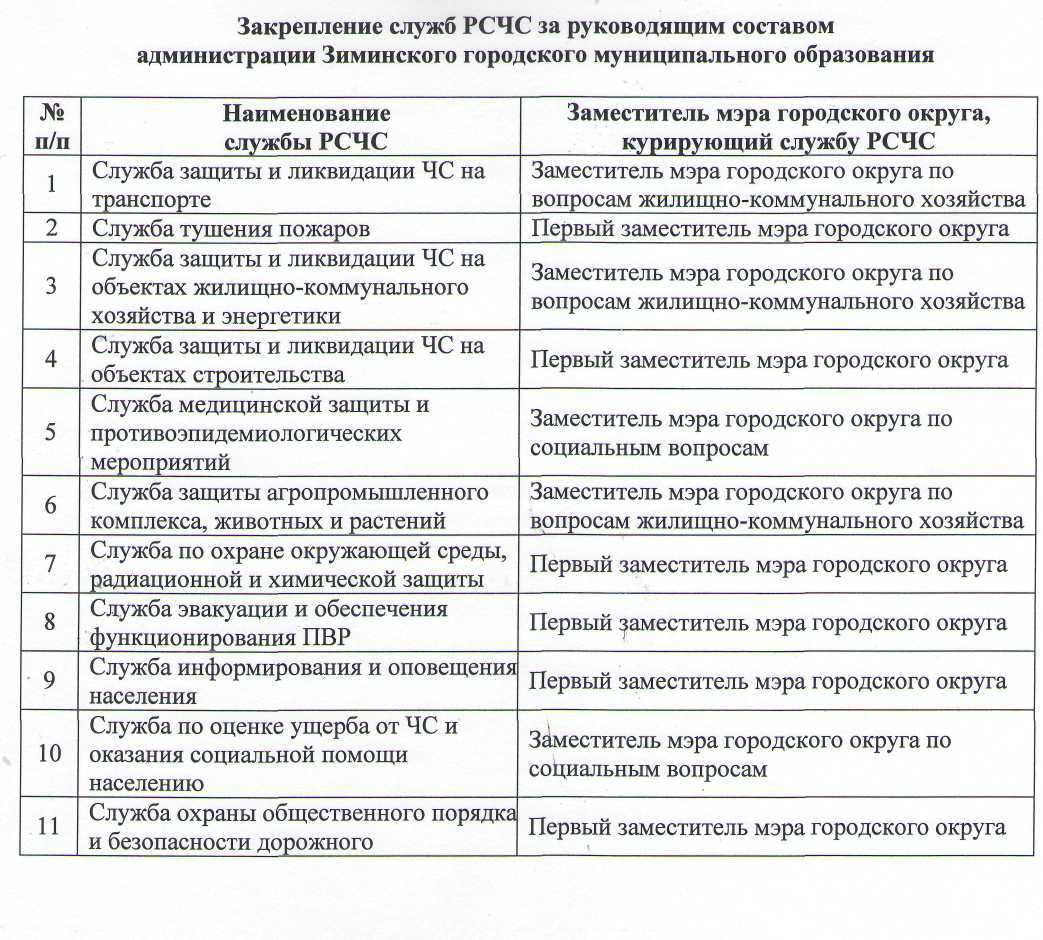 Закрепление служб РСЧС за руководящим составом
администрации Зиминского городского муниципального образования
№
п/п
Наименование
службы РСЧС
Заместитель мэра городского округа,
курирующий службу РСЧС
1
Служба защиты и ликвидации ЧС на
транспорте
Заместитель мэра городского округа по
вопросам жилищно-коммунального хозяйства
2
Служба тушения пожаров
Первый заместитель мэра городского округа
3
Служба защиты и ликвидации ЧС на
объектах жилищно-коммунального
хозяйства и энергетики
Заместитель мэра городского округа по
вопросам жилищно-коммунального хозяйства
4
Служба защиты и ликвидации ЧС на
объектах строительства
Первый заместитель мэра городского округа
5
Служба медицинской защиты и
противоэпидемиологических
мероприятий
Заместитель мэра городского округа по
социальным вопросам
6
Служба защиты агропромышленного
комплекса, животных и растений
Заместитель мэра городского округа по
вопросам жилищно-коммунального хозяйства
7
Служба по охране окружающей среды,
радиационной и химической защиты
Первый заместитель мэра городского округа
8
Служба эвакуации и обеспечения
функционирования ПВР
Первый заместитель мэра городского округа
9
Служба информирования и оповещения
населения
Первый заместитель мэра городского округа
10
Служба по оценке ущерба от ЧС и
оказания социальной помощи
населению
Заместитель мэра городского округа по
социальным вопросам
11
Служба охраны общественного порядка
и безопасности дорожного
Первый заместитель мэра городского округа